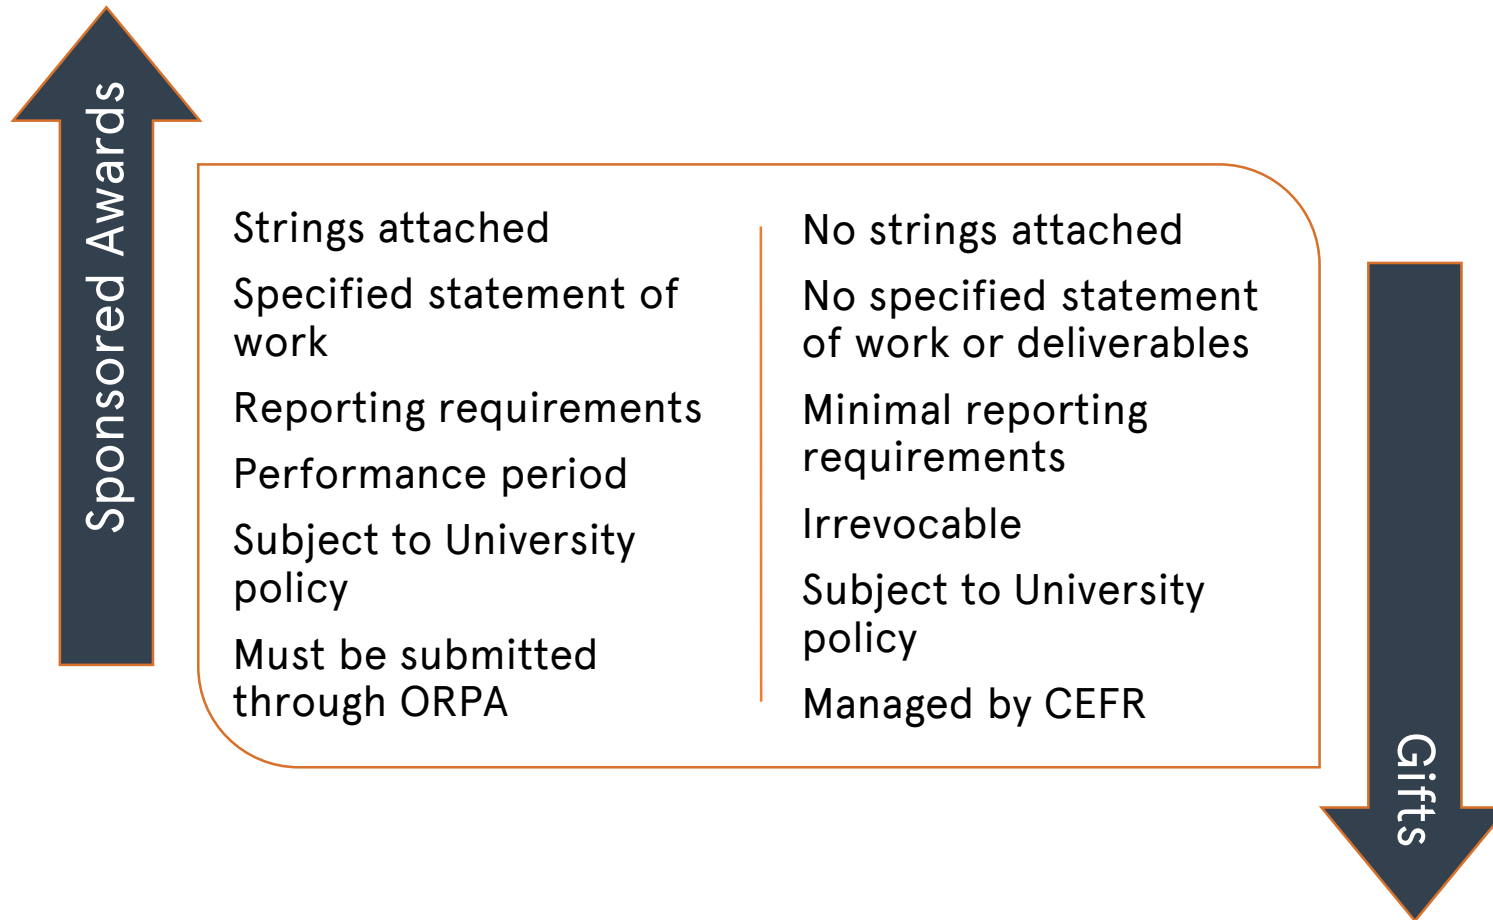 Sponsored Awards
Strings attached
Specified statement of
work
Reporting requirements
Performance period
Subject to University
policy
Must be submitted
through ORPA
No strings attached
No specified statement
of work or deliverables
Minimal reporting
requirements
Irrevocable
Subject to University
policy
Managed by CEFR
Gifts